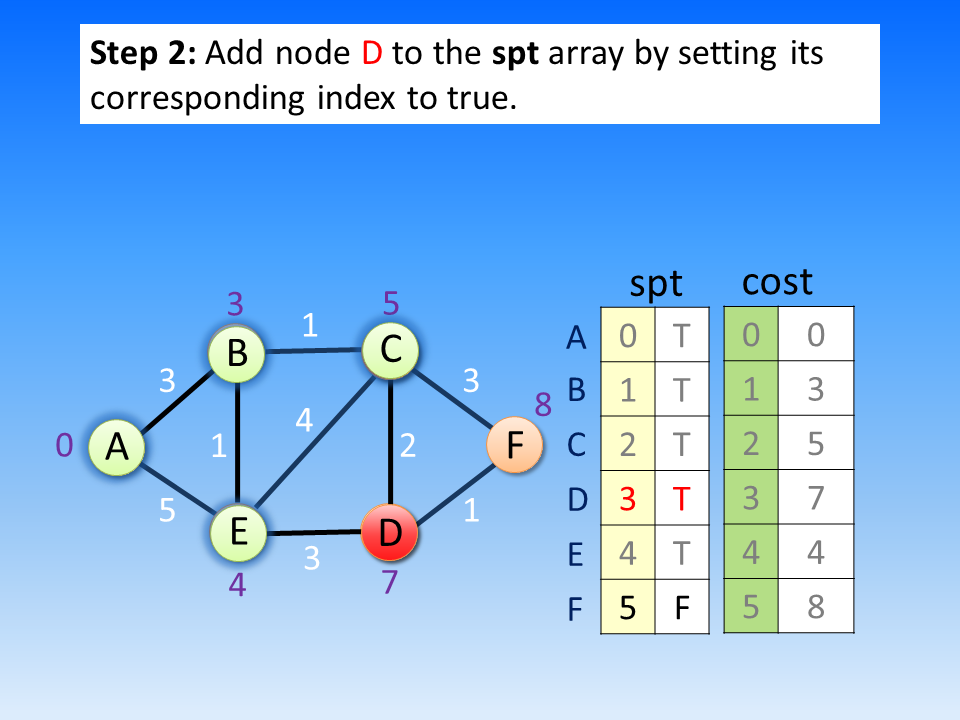 Step 2: Add node D to the spt array by setting its
corresponding index to true.
spt cost
3 5
1
A 0 T 0 0
B
C
3 3
B 1 T 1 3
8
4
C 2 T 2 5
0 A 1 2 F
D 3 T 3 7
5 1
E D
E 4 T 4 4
3
4 7
F 5 F 5 8